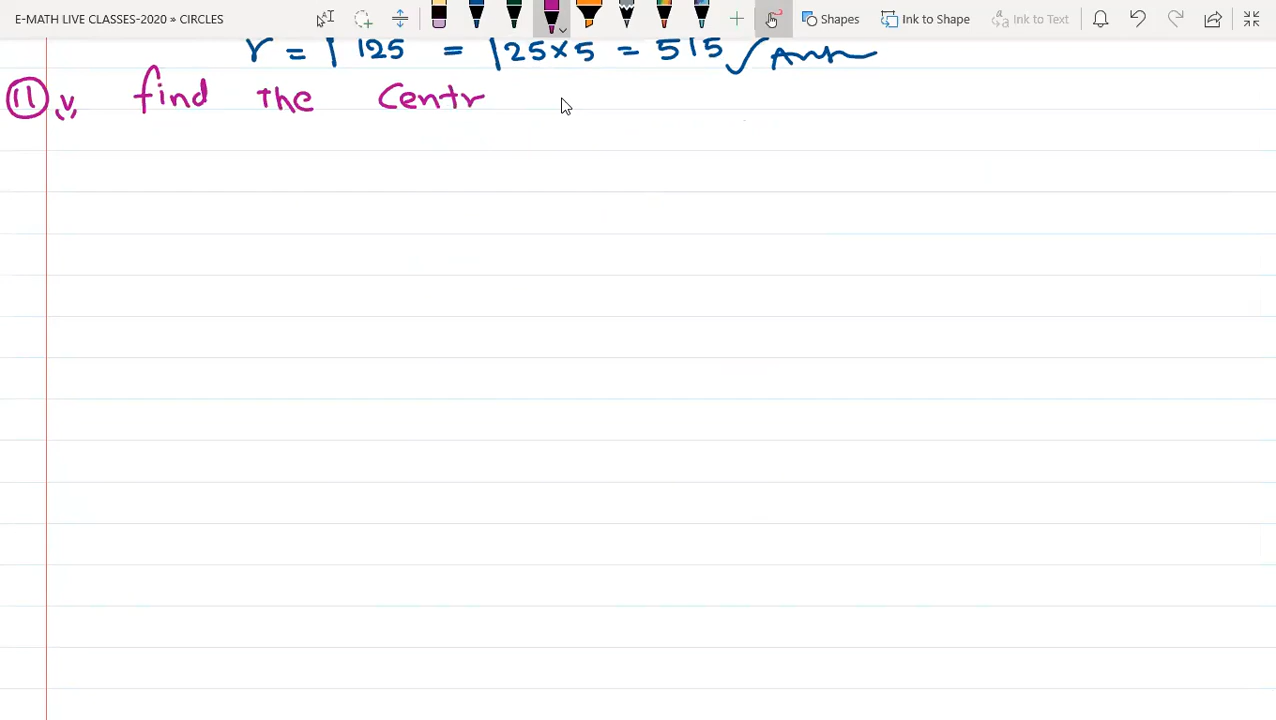 E-MATH LIVE CLASSES-2020 » CIRCLES Shapes Ink to Shape Ink to Text
r = √125 = √25×5 = 5√5 Ans
(11) v, find the Centr